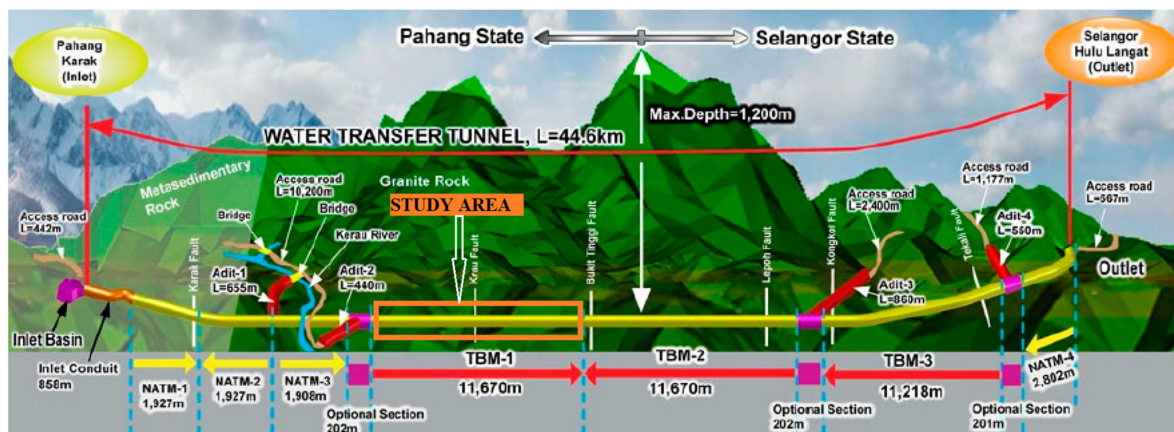 Pahang State
Selangor State
Pahang
Karak
(Inlet)
Selangor
Hulu Langat
(Outlet)
Max.Depth=1,200m
WATER TRANSFER TUNNEL, L=44.6km
Metasedimentary
Rock
Access road
L=442m
Bridge
Access road
L=10,200m
Bridge
Kerau River
Granite Rock
STUDY AREA
Karak Fault
Adit-1
L=655m
Adit-2
L=440m
Krau Fault
Bukit Tinggi Fault
Lepoh Fault
Kongkoi Fault
Access road
L=2,400m
Adit-3
L=860m
Tekali Fault
Access road
L=1,177m
Adit-4
L=550m
Access road
L=567m
Outlet
Inlet Basin
Inlet Conduit
858m
NATM-1
1,927m
NATM-2
1,927m
NATM-3
1,908m
Optional Section
202m
TBM-1
11,670m
TBM-2
11,670m
Optional Section
202m
TBM-3
11,218m
Optional Section
201m
NATM-4
2,802m